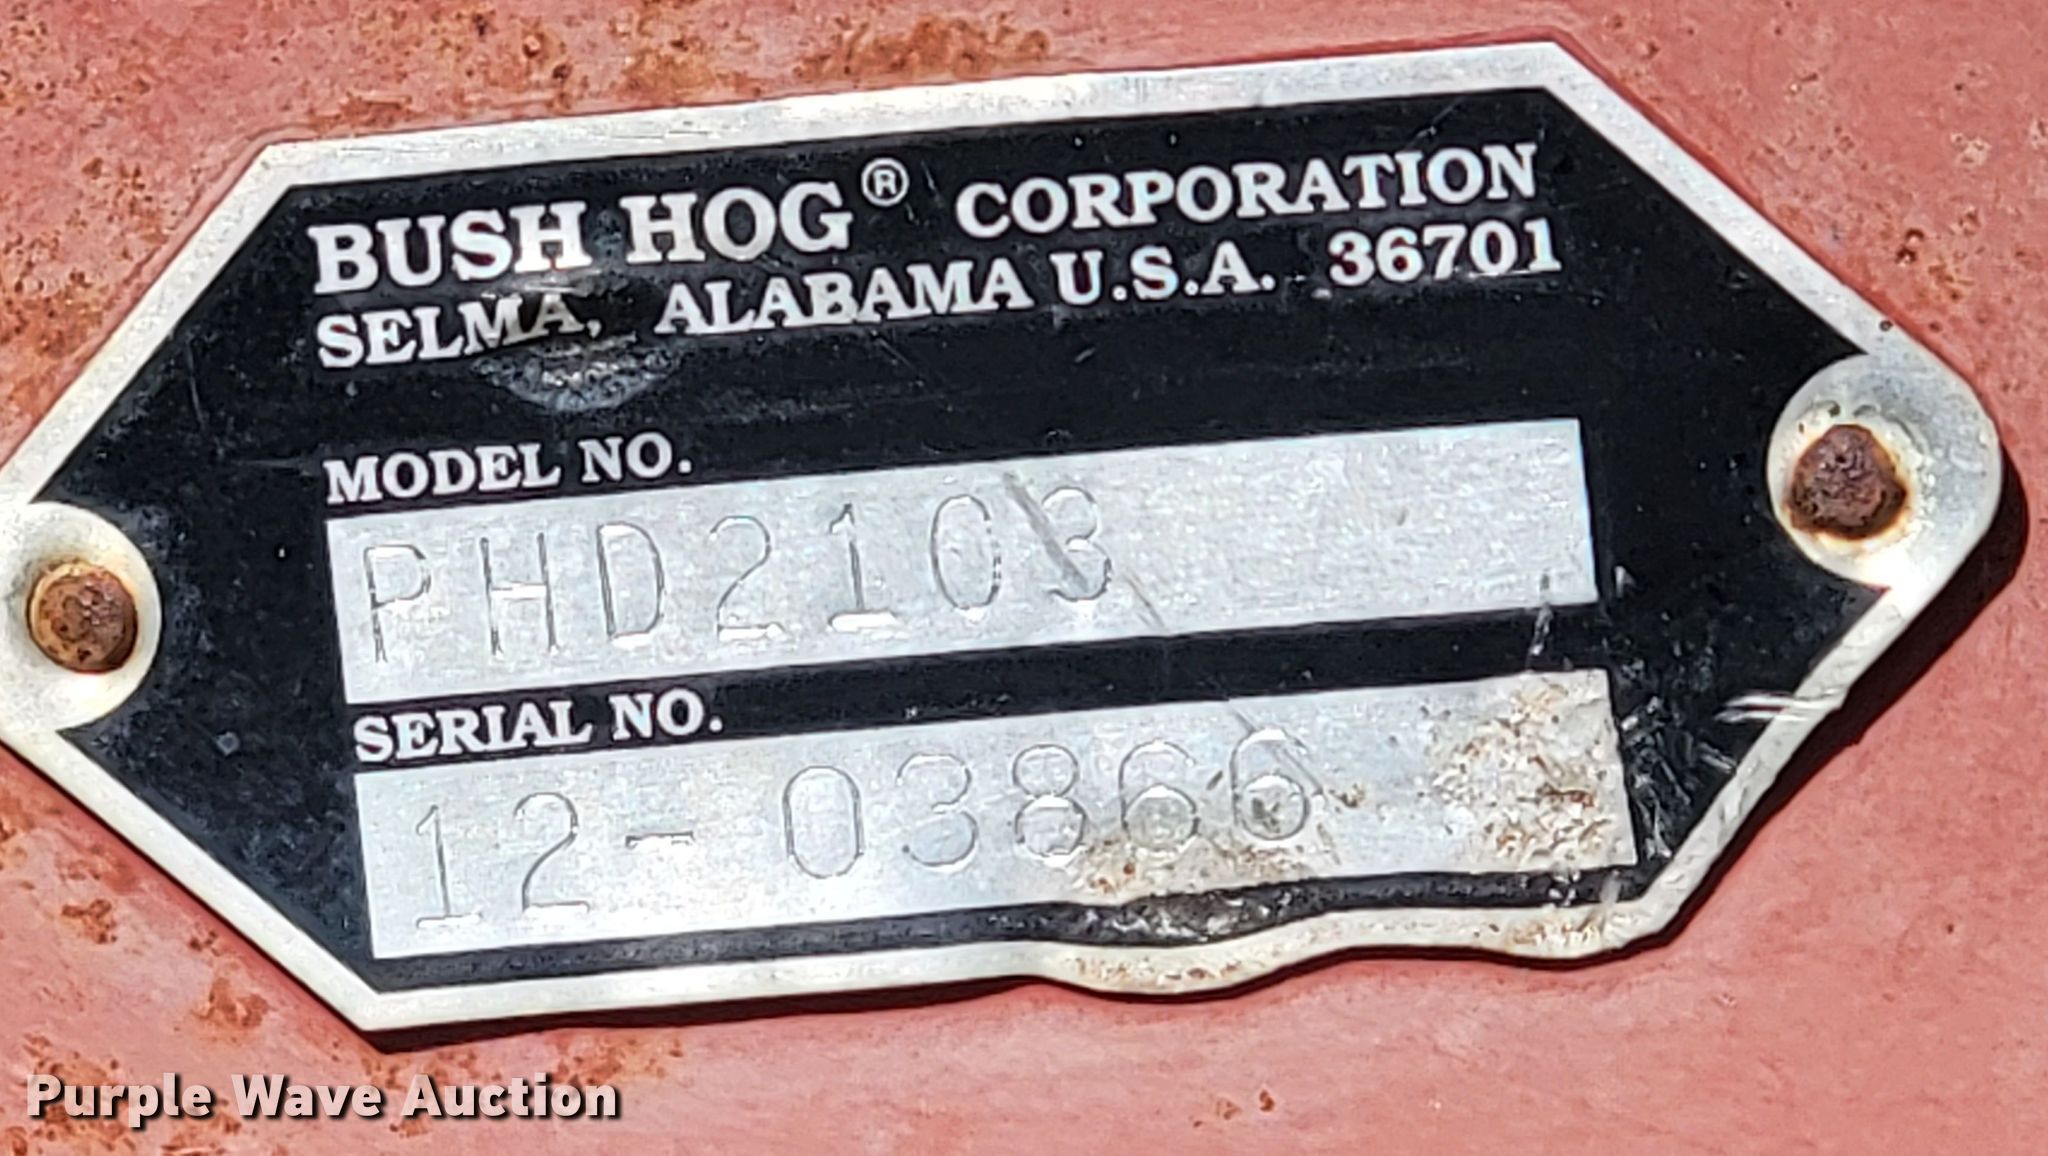 BUSH HOG® CORPORATION
SELMA, ALABAMA U.S.A. 36701
MODEL NO.
PHD2103
SERIAL NO.
12-03866
Purple Wave Auction